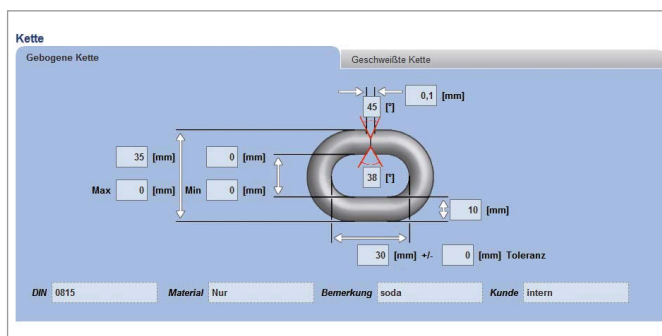 Kette
Gebogene Kette
Geschweißte Kette
0,1 [mm]
45 [°]
35 [mm] 0 [mm]
38 [°]
Max 0 [mm] Min 0 [mm]
10 [mm]
30 [mm] +/- 0 [mm] Toleranz
DIN 0815 Material Nur Bemerkung soda Kunde intern